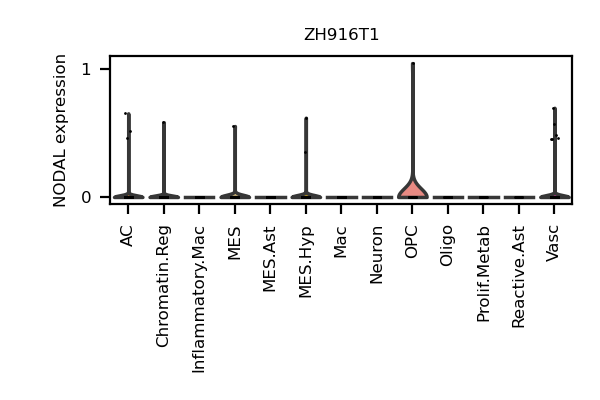 ZH916T1
NODAL expression
1
0
AC
Chromatin.Reg
Inflammatory.Mac
MES
MES.Ast
MES.Hyp
Mac
Neuron
OPC
Oligo
Prolif.Metab
Reactive.Ast
Vasc